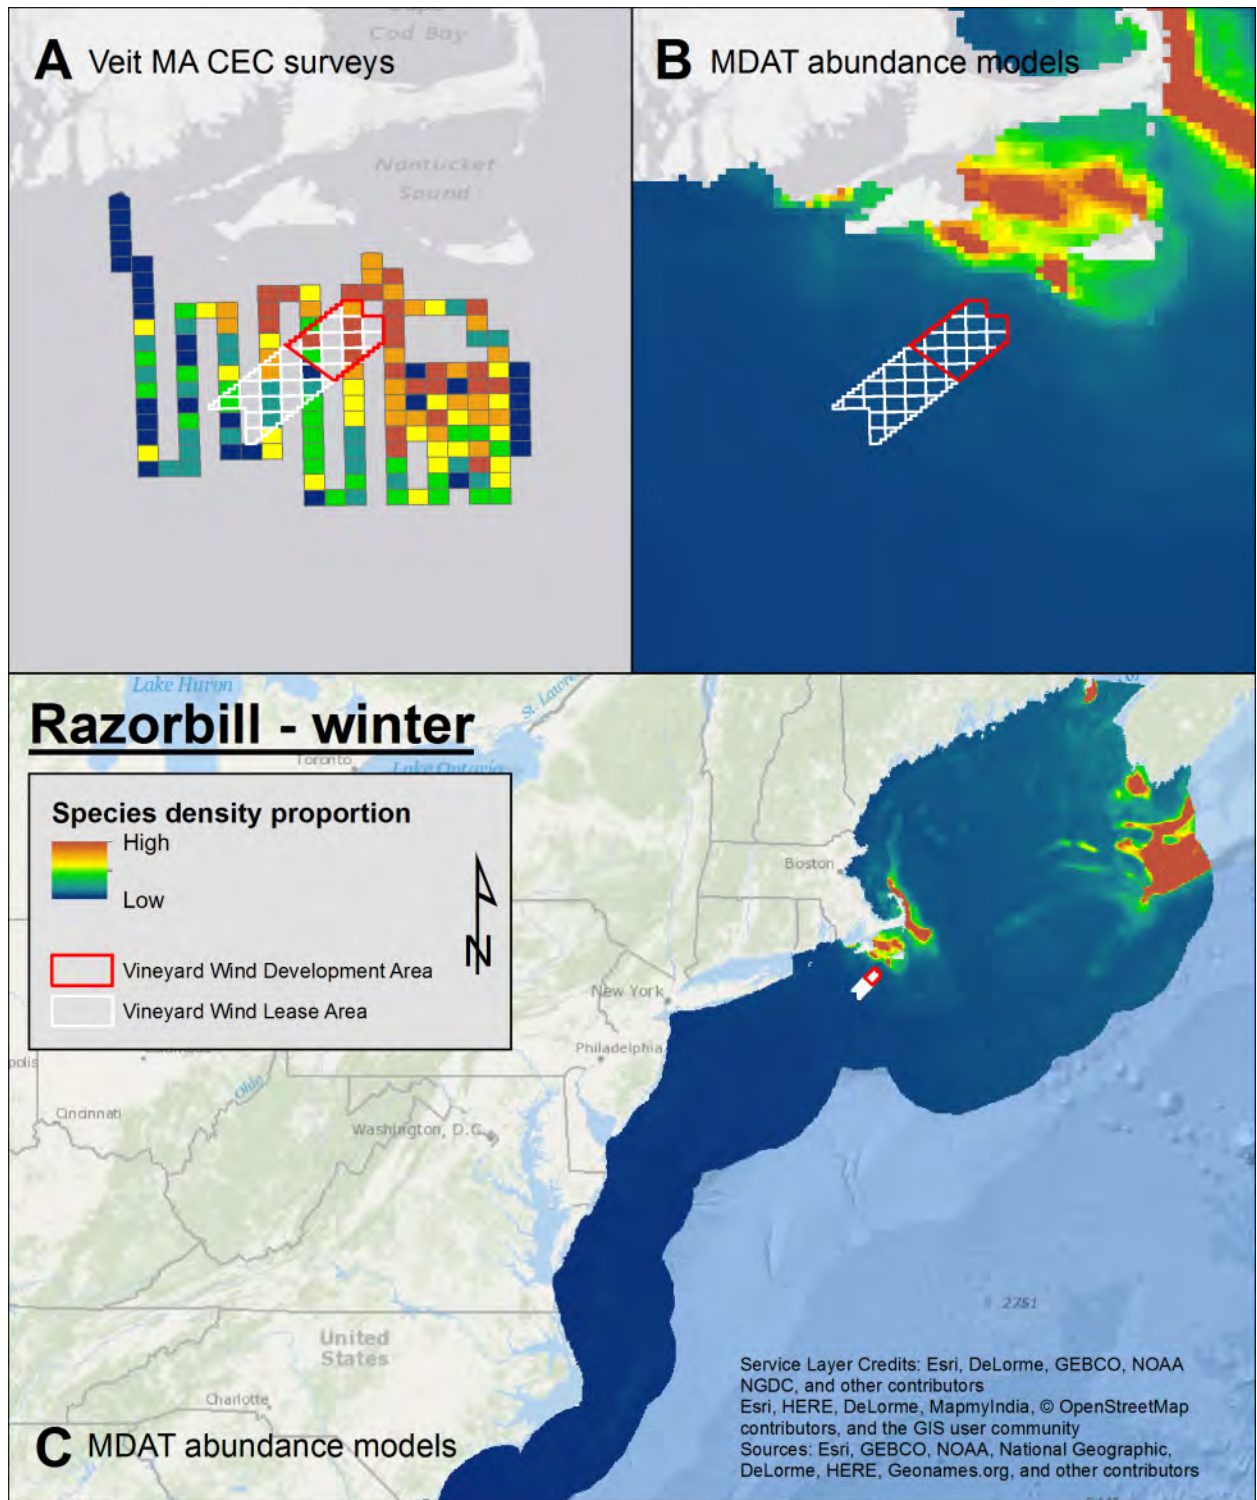 Cod Bay
A Veit MA CEC surveys
Nantucket
Sound
B MDAT abundance models
Lake Huron
St. Lawre
Razorbill - winter
Toronto
Lake Ontario
Species density proportion
High
Low
N
Vineyard Wind Development Area
Vineyard Wind Lease Area
Boston
New York
Philadelphia
polis
Ohio
Cincinnati
Washington, D.C.
2751
United
States
Charlotte
Service Layer Credits: Esri, DeLorme, GEBCO, NOAA
NGDC, and other contributors
Esri, HERE, DeLorme, MapmyIndia, © OpenStreetMap
contributors, and the GIS user community
Sources: Esri, GEBCO, NOAA, National Geographic,
DeLorme, HERE, Geonames.org, and other contributors
C MDAT abundance models